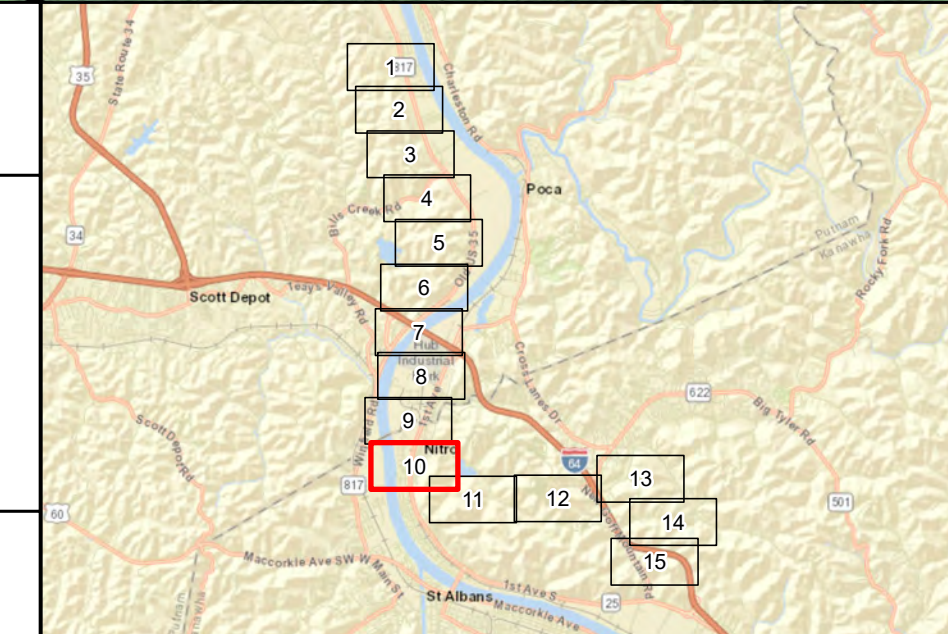 State Route 34
35
1
817
Charleston Rd
2
3
4
Poca
Bills Creek Rd
34
5
Old US 35
Putnam
Kanawha
Rocky Fork Rd
6
Scott Depot
Teays Valley Rd
7
Hub
Industrial
8
1st Ave
Cross Lanes Dr
622
Big Tyler Rd
9
Scott Depot Rd
Nitro
10
64
817
11
12
13
501
60
14
Maccorkle Ave SW W Main St
15
St Albans
1st Ave S
Maccorkle Ave
25
Putnam